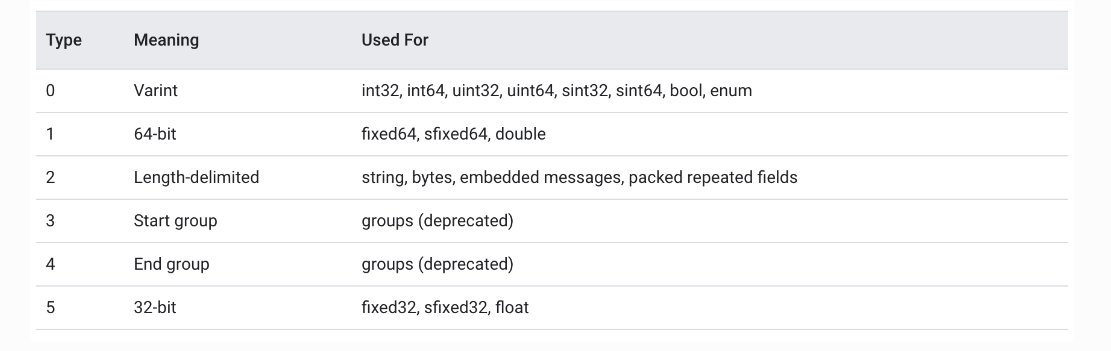 Type Meaning Used For
0 Varint int32, int64, uint32, uint64, sint32, sint64, bool, enum
1 64-bit fixed64, sfixed64, double
2 Length-delimited string, bytes, embedded messages, packed repeated fields
3 Start group groups (deprecated)
4 End group groups (deprecated)
5 32-bit fixed32, sfixed32, float